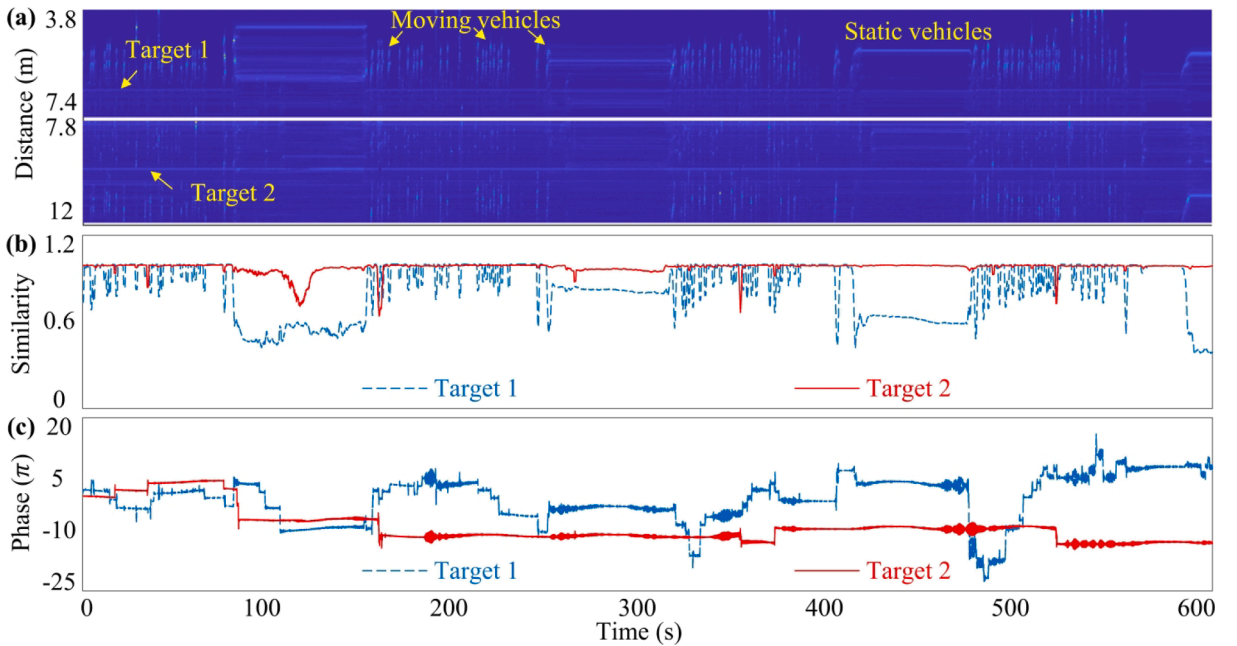 (a)
3.8
Moving vehicles
Target 1
Static vehicles
Distance (m)
7.4
7.8
Target 2
12
(b)
1.2
Similarity
0.6
0
Target 1
Target 2
(c)
20
Phase (π)
5
-10
-25
Target 1
Target 2
0 100 200 300 400 500 600
Time (s)